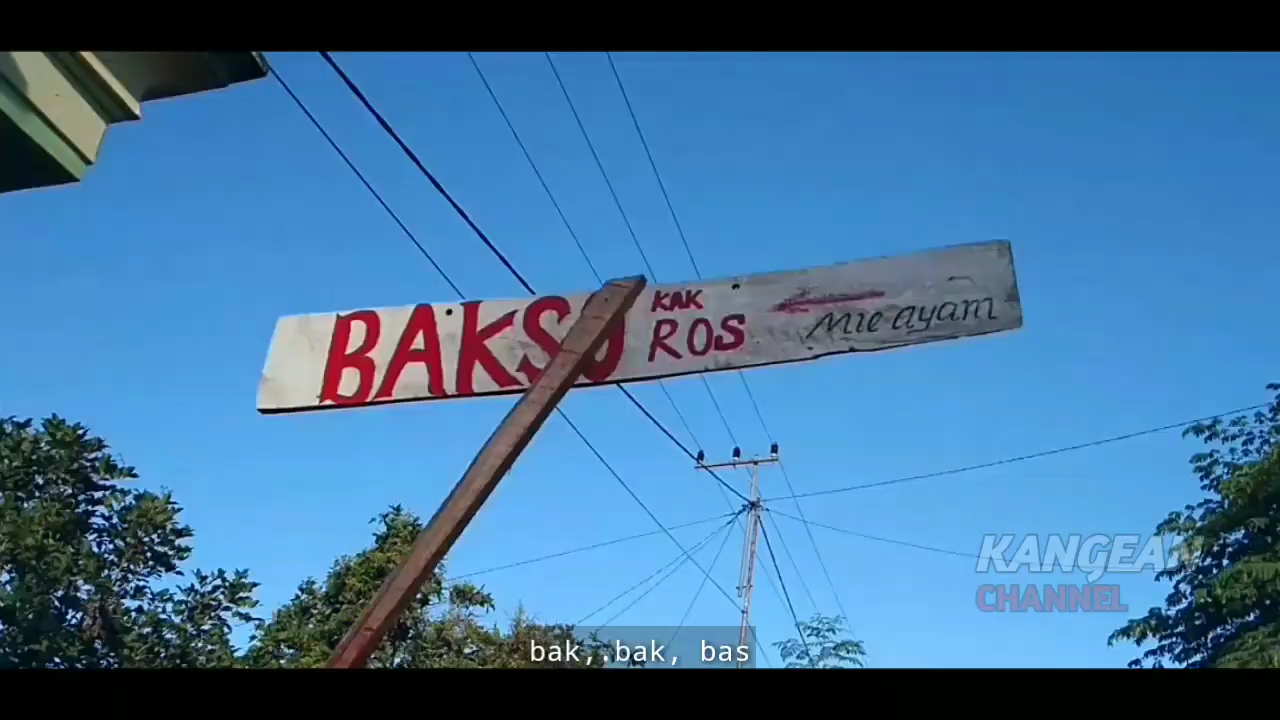 BAKSO
KAK
ROS
Mie ayam
KANGEAN
CHANNEL
bak,.bak, bas